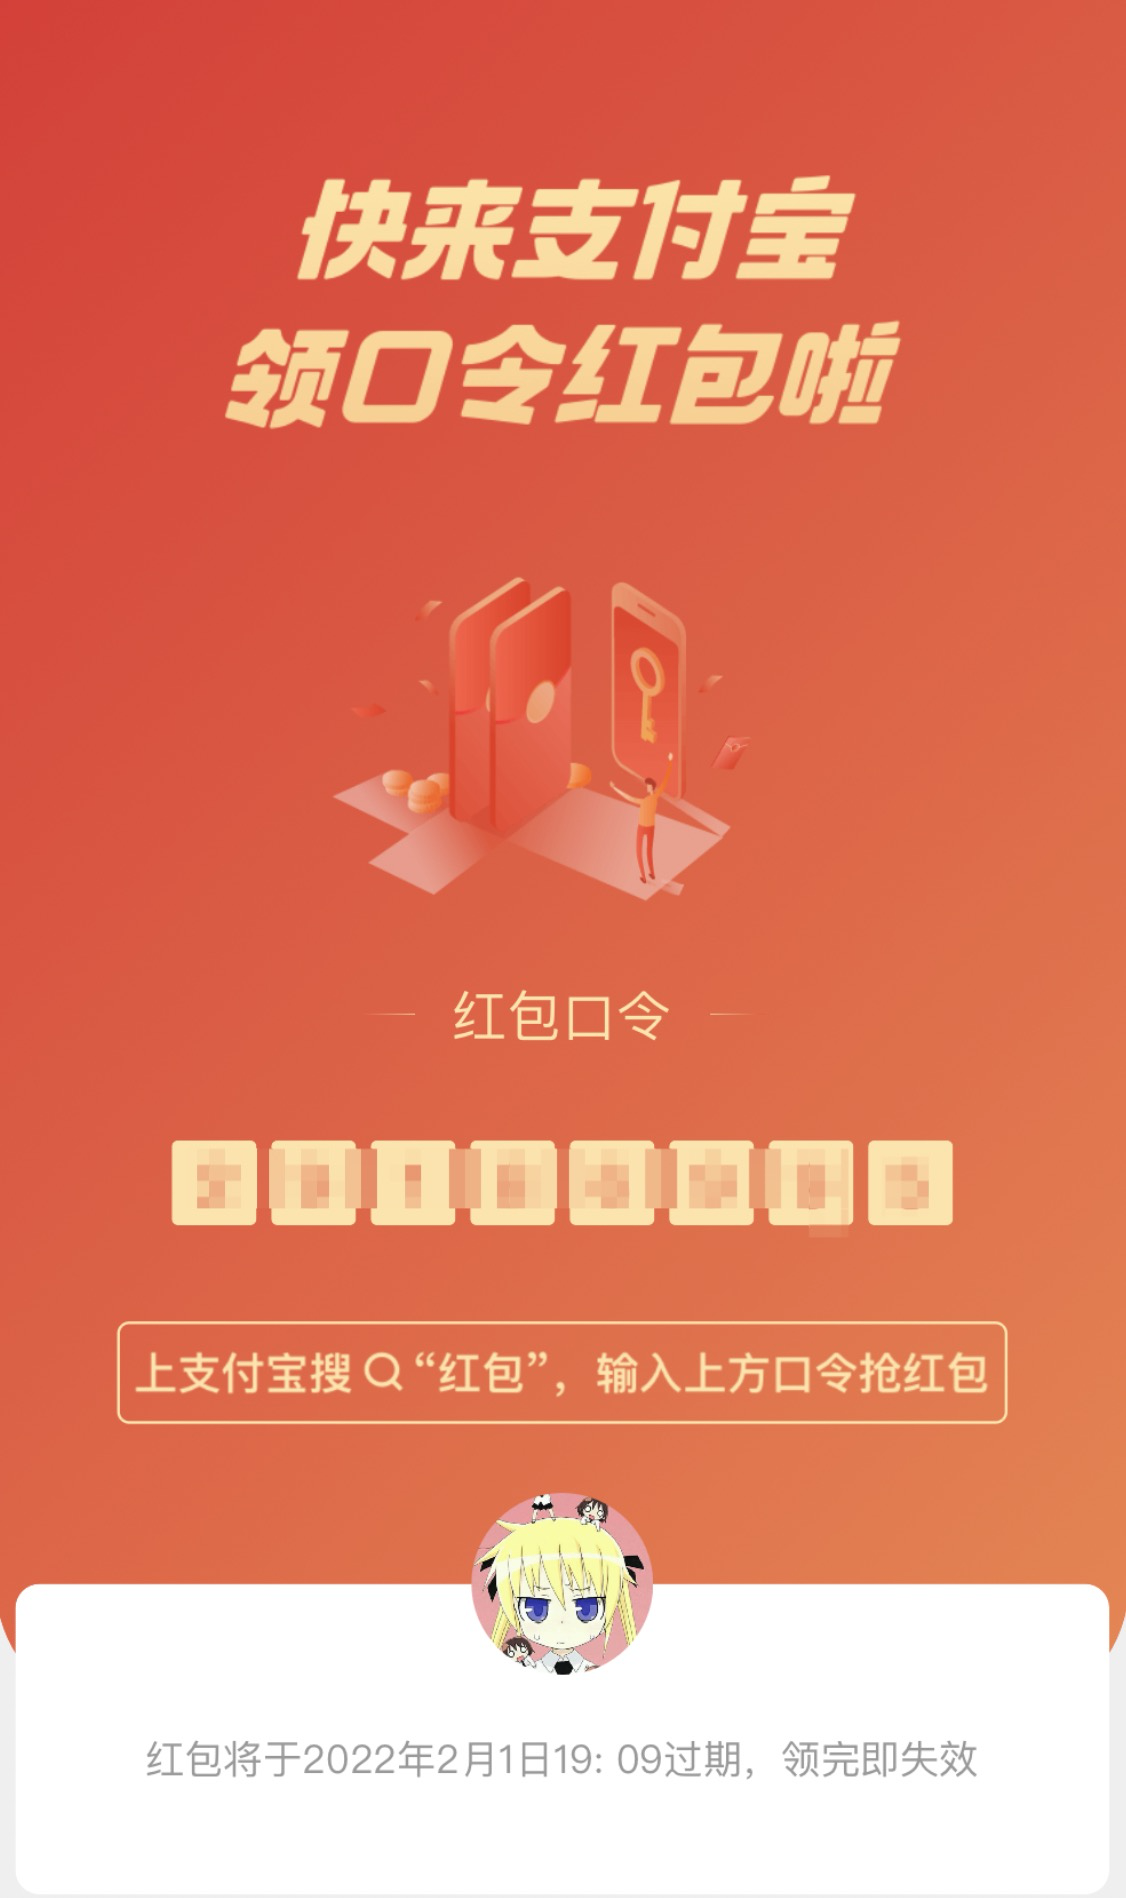 快来支付宝
领口令红包啦
红包口令
上支付宝搜“红包”，输入上方口令抢红包
红包将于2022年2月1日19: 09过期，领完即失效